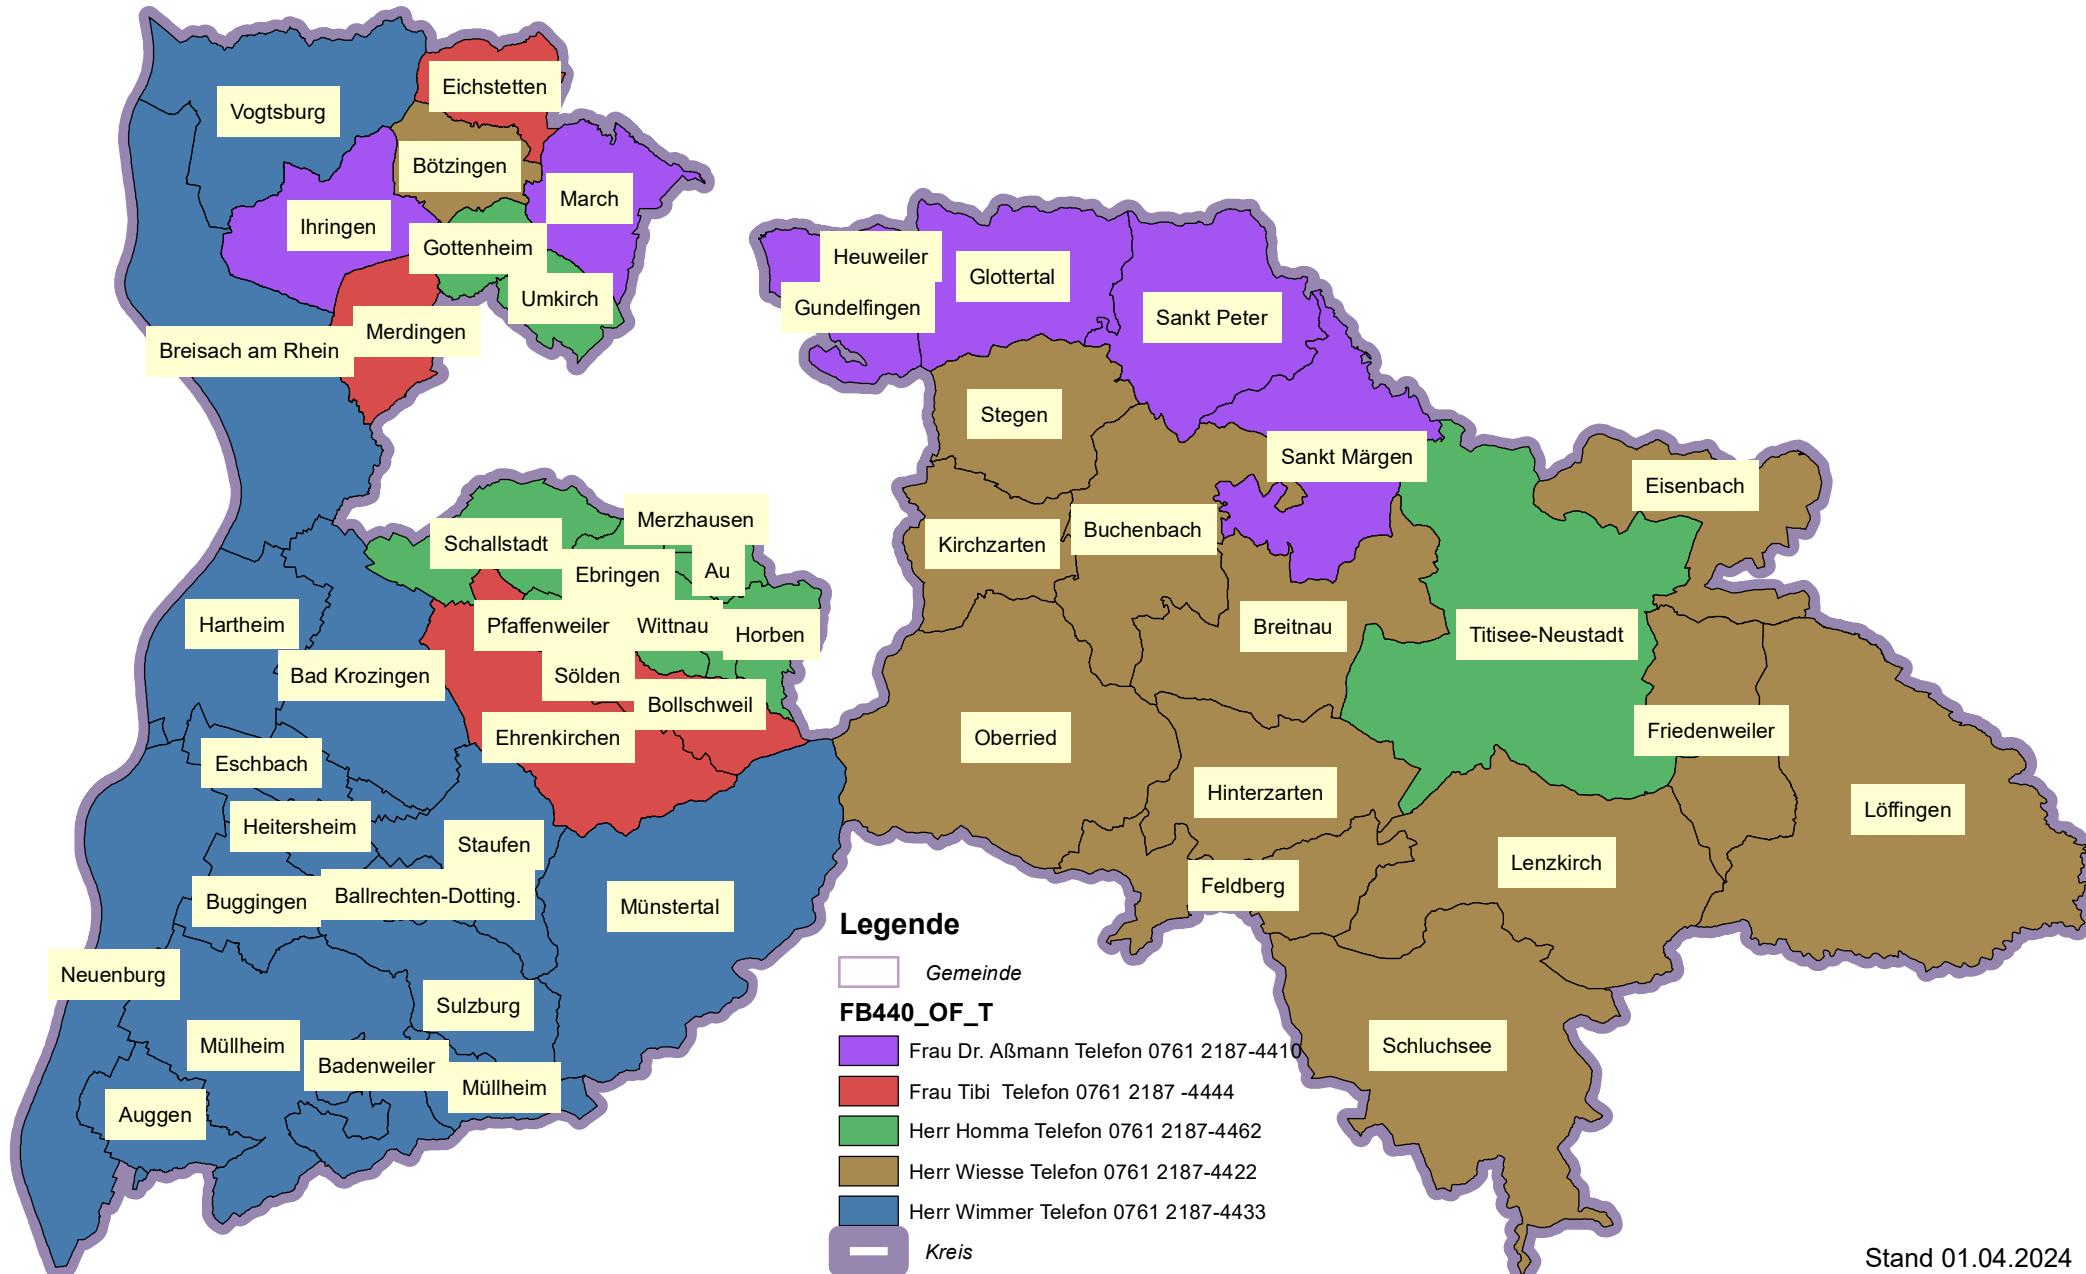 Eichstetten
Vogtsburg
Bötzingen
March
Ihringen
Gottenheim
Heuweiler
Glottertal
Umkirch
Gundelfingen
Sankt Peter
Merdingen
Breisach am Rhein
Stegen
Sankt Märgen
Eisenbach
Merzhausen
Buchenbach
Schallstadt
Kirchzarten
Au
Ebringen
Hartheim
Pfaffenweiler
Wittnau
Horben
Breitnau
Titisee-Neustadt
Bad Krozingen
Sölden
Bollschweil
Ehrenkirchen
Oberried
Friedenweiler
Eschbach
Hinterzarten
Löffingen
Heitersheim
Staufen
Lenzkirch
Feldberg
Buggingen
Ballrechten-Dotting.
Münstertal
Neuenburg
Sulzburg
Müllheim
Schluchsee
Badenweiler
Müllheim
Auggen
Legende
Gemeinde
FB440_OF_T
Frau Dr. Aßmann Telefon 0761 2187-4410
Frau Tibi  Telefon 0761 2187 -4444
Herr Homma Telefon 0761 2187-4462
Herr Wiesse Telefon 0761 2187-4422
Herr Wimmer Telefon 0761 2187-4433
Kreis
Stand 01.04.2024